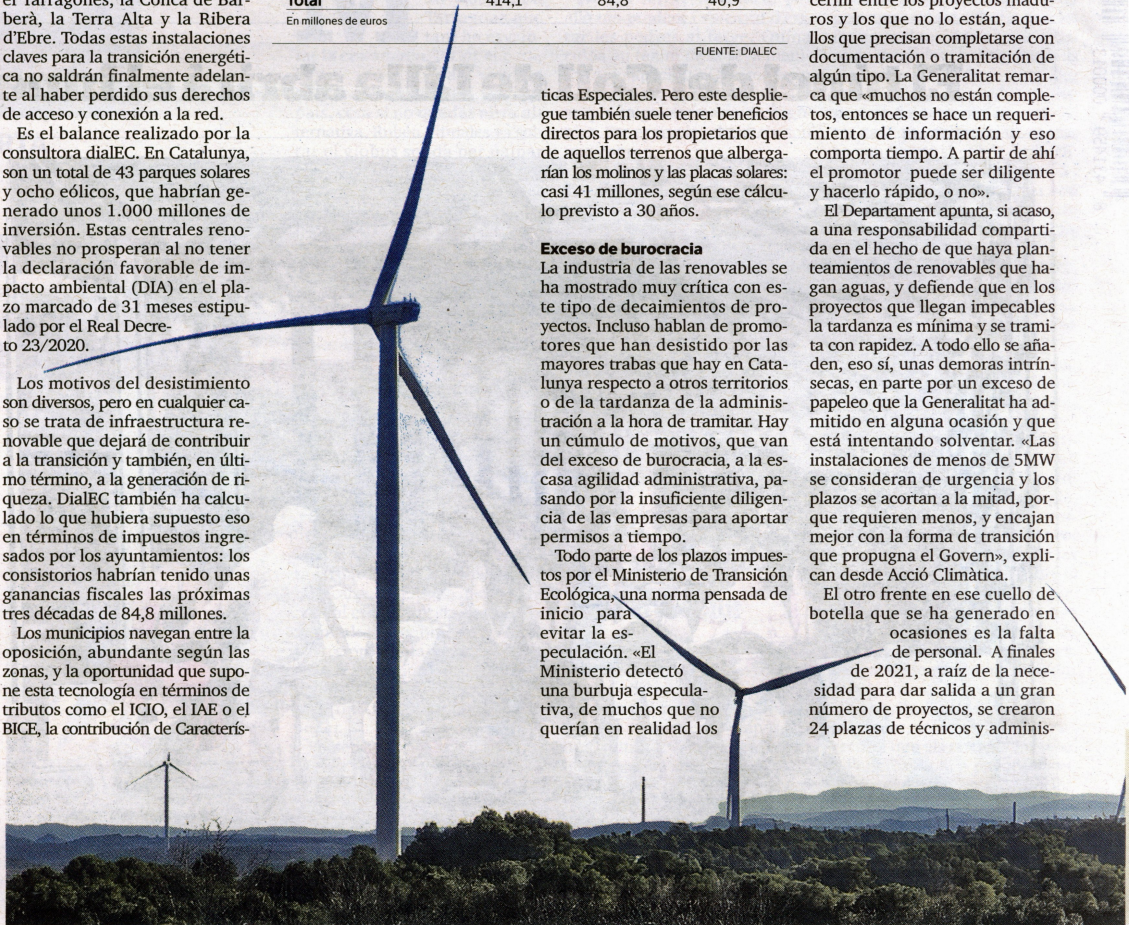 el Tarragonès, la Conca de Bar-
berà, la Terra Alta y la Ribera
d'Ebre. Todas estas instalaciones
claves para la transición energéti-
ca no saldrán finalmente adelan-
te al haber perdido sus derechos
de acceso y conexión a la red.
Es el balance realizado por la
consultora dialEC. En Catalunya,
son un total de 43 parques solares
y ocho eólicos, que habrían ge-
nerado unos 1.000 millones de
inversión. Estas centrales reno-
vables no prosperan al no tener
la declaración favorable de im-
pacto ambiental (DIA) en el pla-
zo marcado de 31 meses estipu-
lado por el Real Decre-
to 23/2020.
Los motivos del desistimiento
son diversos, pero en cualquier ca-
so se trata de infraestructura re-
novable que dejará de contribuir
a la transición y también, en últi-
mo término, a la generación de ri-
queza. DialEC también ha calcu-
lado lo que hubiera supuesto eso
en términos de impuestos ingre-
sados por los ayuntamientos: los
consistorios habrían tenido unas
ganancias fiscales las próximas
tres décadas de 84,8 millones.
Los municipios navegan entre la
oposición, abundante según las
zonas, y la oportunidad que supo-
ne esta tecnología en términos de
tributos como el ICIO, el IAE o el
BICE, la contribución de Caracterís-
Total 414,1 84,8 40,9
En millones de euros
FUENTE: DIALEC
ticas Especiales. Pero este desplie-
gue también suele tener beneficios
directos para los propietarios que
de aquellos terrenos que alberga-
rían los molinos y las placas solares:
casi 41 millones, según ese cálcu-
lo previsto a 30 años.
Exceso de burocracia
La industria de las renovables se
ha mostrado muy crítica con es-
te tipo de decaimientos de pro-
yectos. Incluso hablan de promo-
tores que han desistido por las
mayores trabas que hay en Cata-
lunya respecto a otros territorios
o de la tardanza de la adminis-
tración a la hora de tramitar. Hay
un cúmulo de motivos, que van
del exceso de burocracia, a la es-
casa agilidad administrativa, pa-
sando por la insuficiente diligen-
cia de las empresas para aportar
permisos a tiempo.
Todo parte de los plazos impues-
tos por el Ministerio de Transición
Ecológica, una norma pensada de
inicio para
evitar la es-
peculación. «El
Ministerio detectó
una burbuja especula-
tiva, de muchos que no
querían en realidad los
cernir entre los proyectos madu-
ros y los que no lo están, aque-
llos que precisan completarse con
documentación o tramitación de
algún tipo. La Generalitat remar-
ca que «muchos no están comple-
tos, entonces se hace un requeri-
miento de información y eso
comporta tiempo. A partir de ahí
el promotor puede ser diligente
y hacerlo rápido, o no».
El Departament apunta, si acaso,
a una responsabilidad comparti-
da en el hecho de que haya plan-
teamientos de renovables que ha-
gan aguas, y defiende que en los
proyectos que llegan impecables
la tardanza es mínima y se trami-
ta con rapidez. A todo ello se aña-
den, eso sí, unas demoras intrín-
secas, en parte por un exceso de
papeleo que la Generalitat ha ad-
mitido en alguna ocasión y que
está intentando solventar. «Las
instalaciones de menos de 5MW
se consideran de urgencia y los
plazos se acortan a la mitad, por-
que requieren menos, y encajan
mejor con la forma de transición
que propugna el Govern», expli-
can desde Acció Climàtica.
El otro frente en ese cuello de
botella que se ha generado en
ocasiones es la falta
de personal. A finales
de 2021, a raíz de la nece-
sidad para dar salida a un gran
número de proyectos, se crearon
24 plazas de técnicos y adminis-